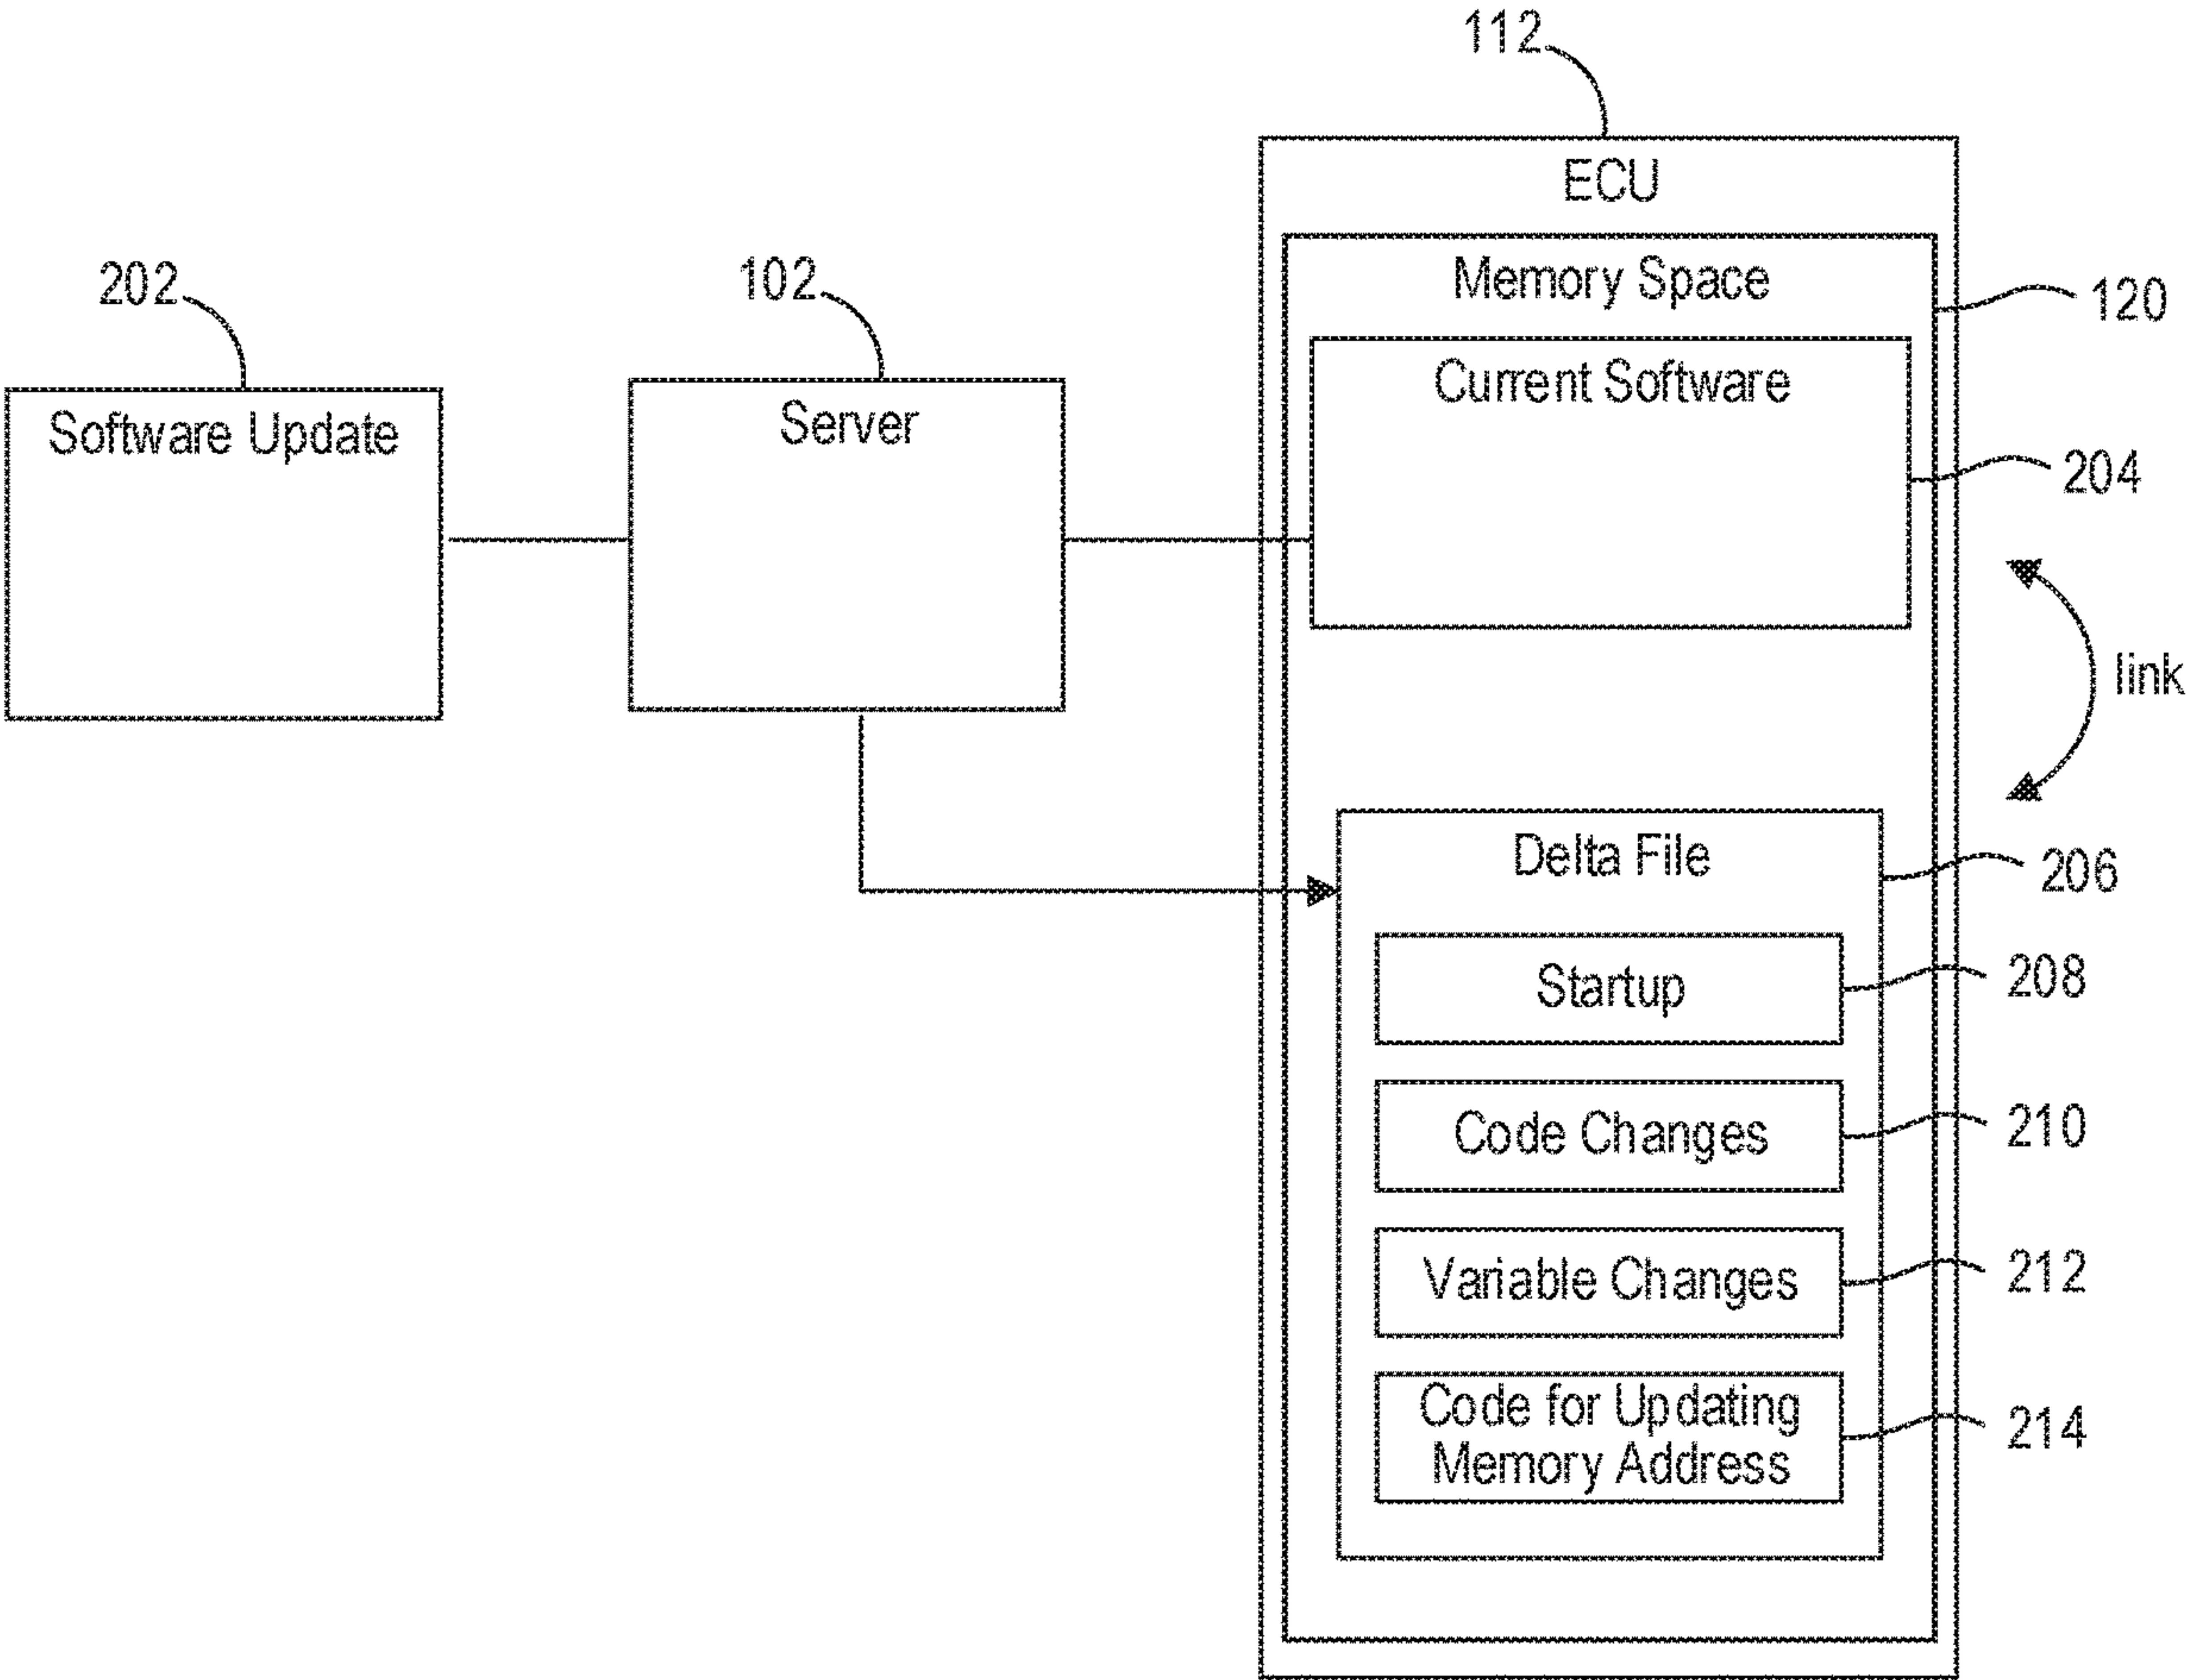 112
ECU
202
102
Memory Space
120
Software Update
Server
Current Software
204
link
Delta File
206
Startup
208
Code Changes
210
Variable Changes
212
Code for Updating
Memory Address
214